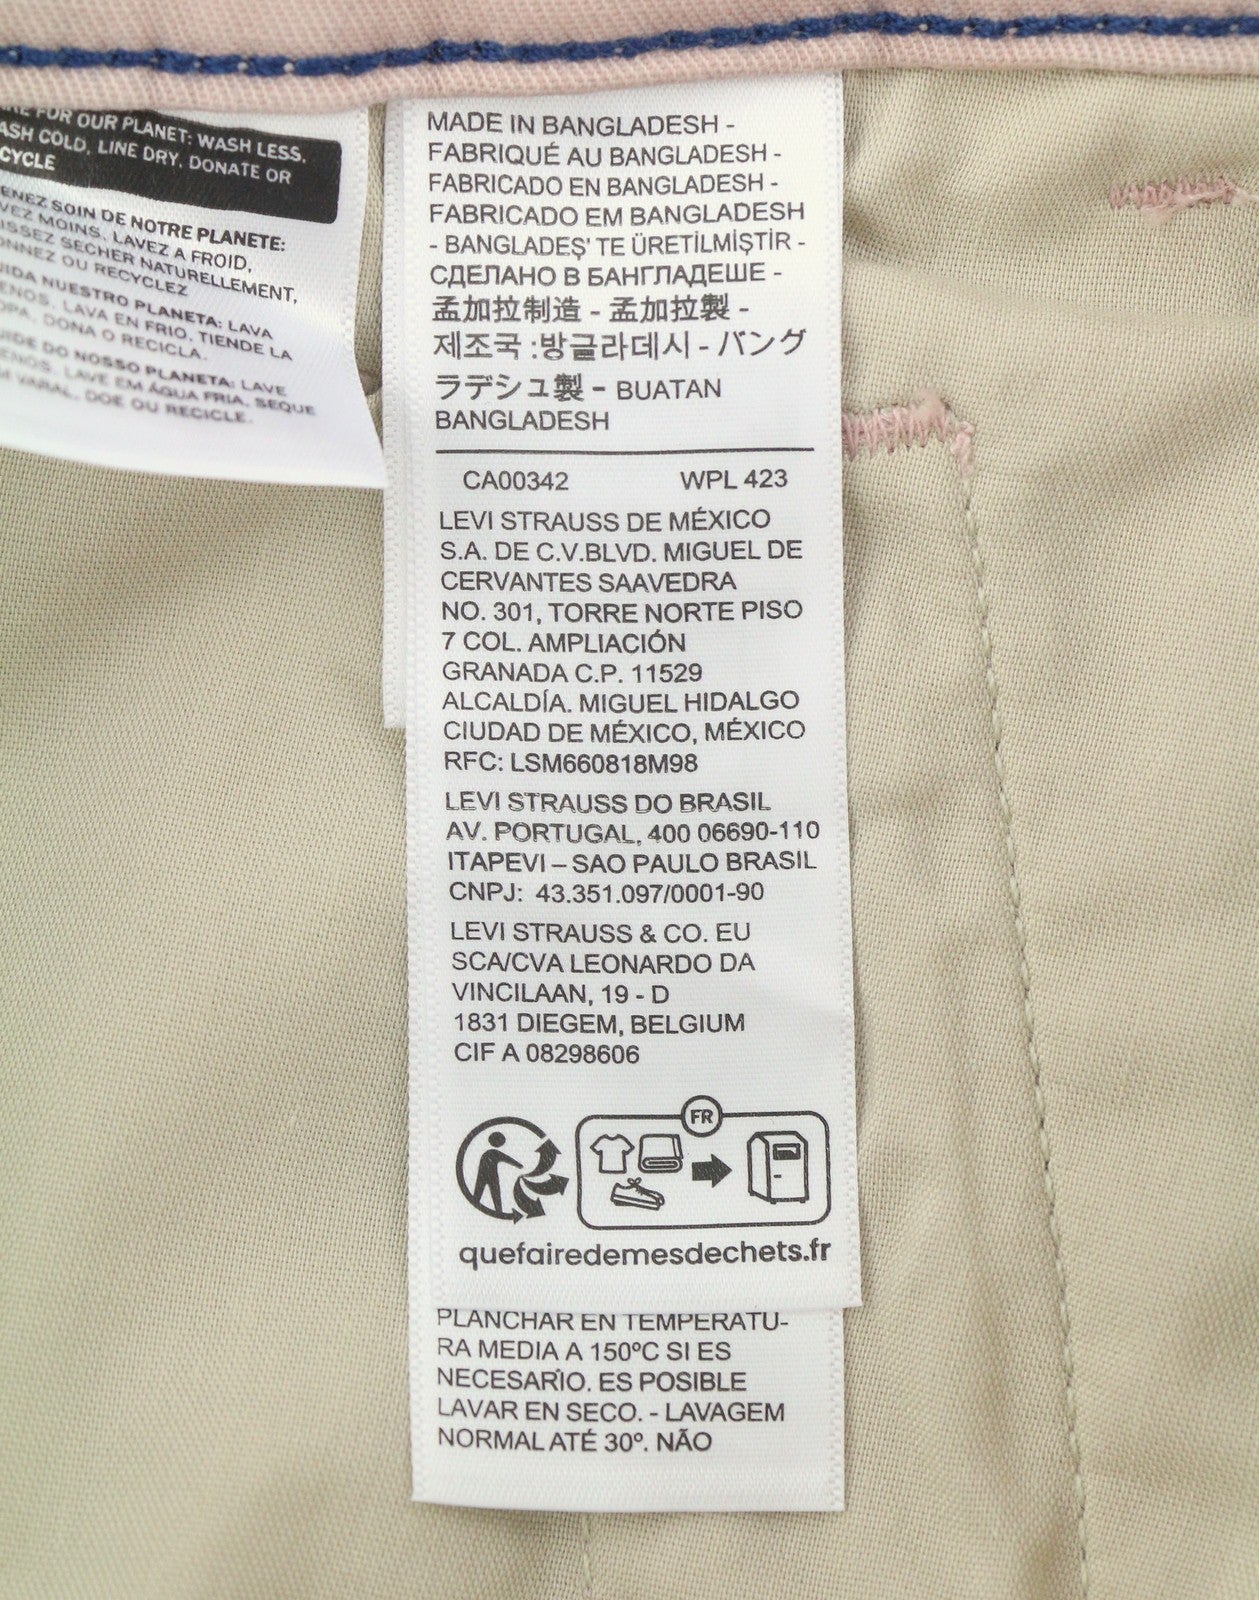 FOR OUR PLANET: WASH LESS,
COLD, LINE DRY, DONATE OR
SOIN DE NOTRE PLANETE:
MOINS, LAVEZ A FROID,
SECHER NATURELLEMENT,
OU RECYCLEZ
NUESTRO PLANETA: LAVA
LAVA EN FRIO, TIENDE LA
DONA O RECICLA.
DO NOSSO PLANETA: LAVE
LAVE EM ÁGUA FRIA, SEQUE
VARAL, DOE OU RECICLE.
MADE IN BANGLADESH -
FABRIQUÉ AU BANGLADESH -
FABRICADO EN BANGLADESH -
FABRICADO EM BANGLADESH
- BANGLADEŞ' TE ÜRETİLMİŞTİR -
СДЕЛАНО В БАНГЛАДЕШЕ -
孟加拉制造 - 孟加拉製 -
제조국 :방글라데시 - バング
ラデシュ製 - BUATAN
BANGLADESH
CA00342 WPL 423
LEVI STRAUSS DE MÉXICO
S.A. DE C.V.BLVD. MIGUEL DE
CERVANTES SAAVEDRA
NO. 301, TORRE NORTE PISO
7 COL. AMPLIACIÓN
GRANADA C.P. 11529
ALCALDÍA. MIGUEL HIDALGO
CIUDAD DE MÉXICO, MÉXICO
RFC: LSM660818M98
LEVI STRAUSS DO BRASIL
AV. PORTUGAL, 400 06690-110
ITAPEVI – SAO PAULO BRASIL
CNPJ: 43.351.097/0001-90
LEVI STRAUSS & CO. EU
SCA/CVA LEONARDO DA
VINCILAAN, 19 - D
1831 DIEGEM, BELGIUM
CIF A 08298606
FR
quefairedemesdechets.fr
PLANCHAR EN TEMPERATU-
RA MEDIA A 150ºC SI ES
NECESARÍO. ES POSIBLE
LAVAR EN SECO. - LAVAGEM
NORMAL ATÉ 30º. NÃO